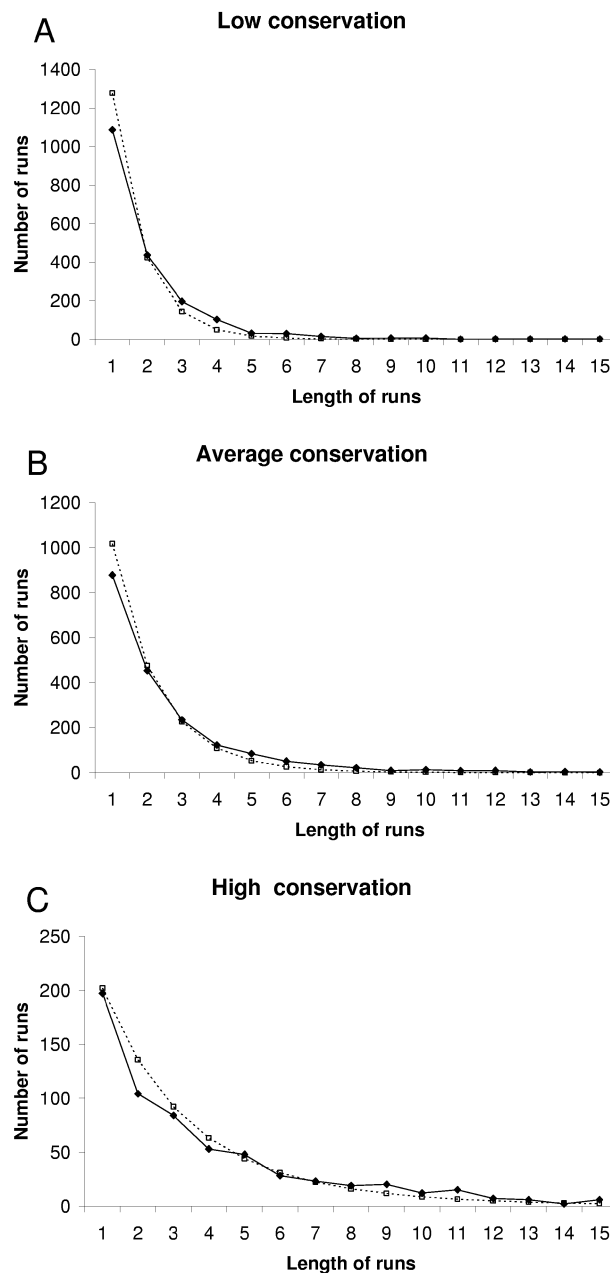 A
Low conservation
Number of runs
1400
1200
1000
800
600
400
200
0
1 2 3 4 5 6 7 8 9 10 11 12 13 14 15
Length of runs
B
Average conservation
Number of runs
1200
1000
800
600
400
200
0
1 2 3 4 5 6 7 8 9 10 11 12 13 14 15
Length of runs
C
High conservation
Number of runs
250
200
150
100
50
0
1 2 3 4 5 6 7 8 9 10 11 12 13 14 15
Length of runs